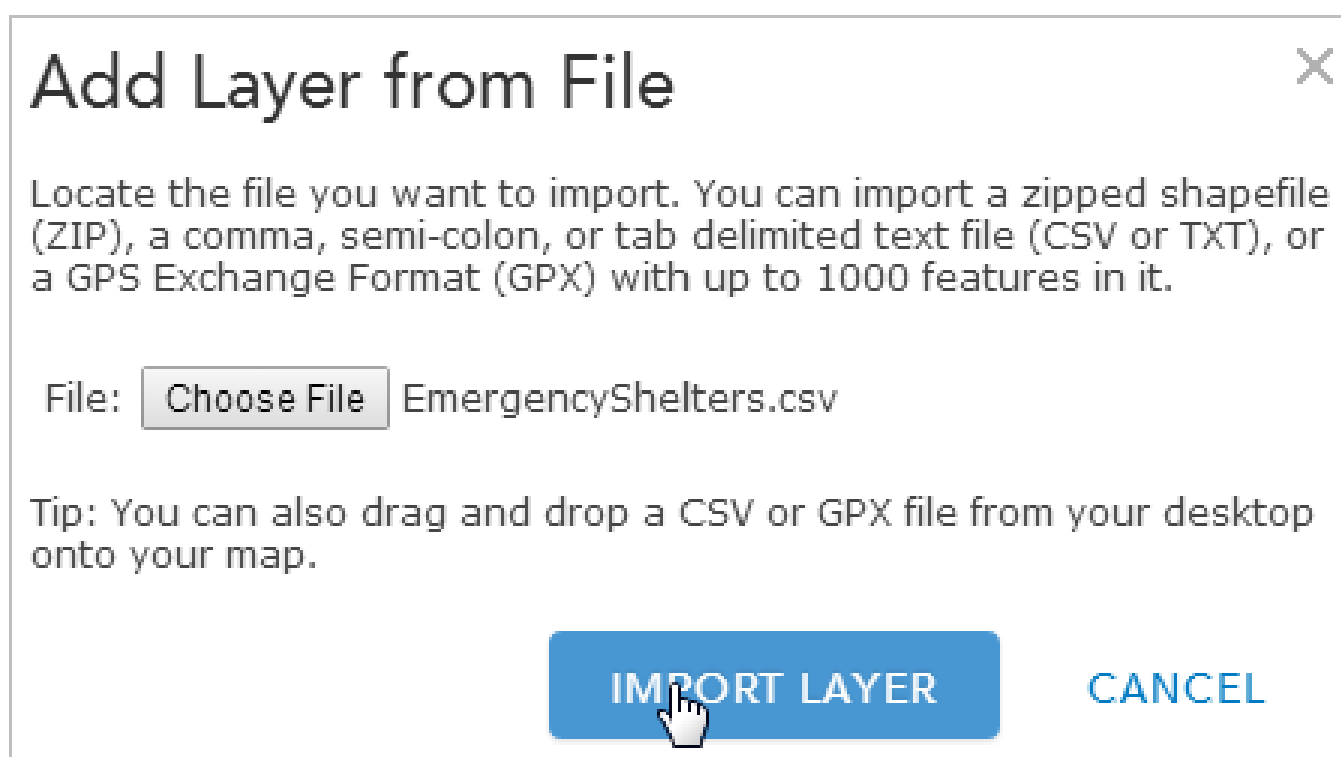 Add Layer from File
Locate the file you want to import. You can import a zipped shapefile
(ZIP), a comma, semi-colon, or tab delimited text file (CSV or TXT), or
a GPS Exchange Format (GPX) with up to 1000 features in it.
File: Choose File EmergencyShelters.csv
Tip: You can also drag and drop a CSV or GPX file from your desktop
onto your map.
IMPORT LAYER CANCEL